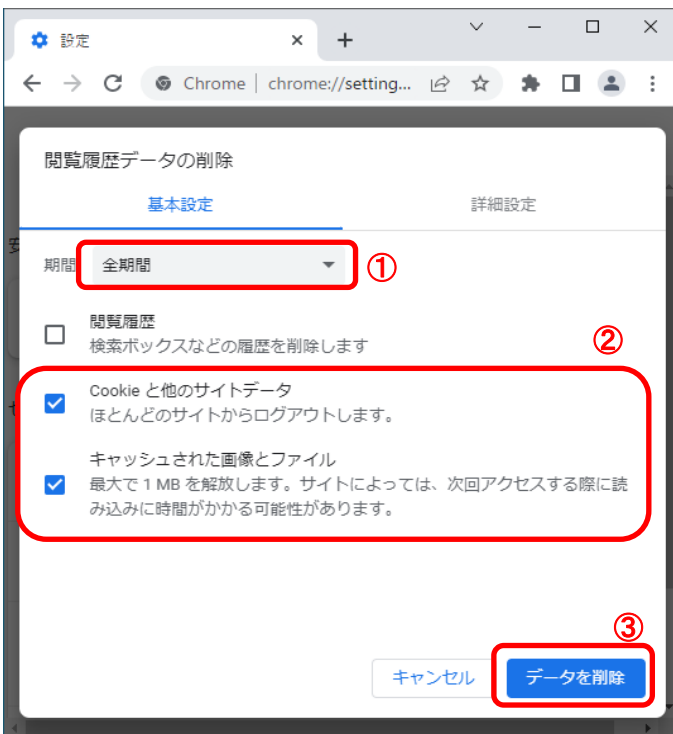 設定
Chrome | chrome://setting...
閲覧履歴データの削除
基本設定
詳細設定
期間
全期間
①
閲覧履歴
検索ボックスなどの履歴を削除します
②
Cookie と他のサイトデータ
ほとんどのサイトからログアウトします。
キャッシュされた画像とファイル
最大で 1 MB を解放します。サイトによっては、次回アクセスする際に読
み込みに時間がかかる可能性があります。
③
キャンセル
データを削除